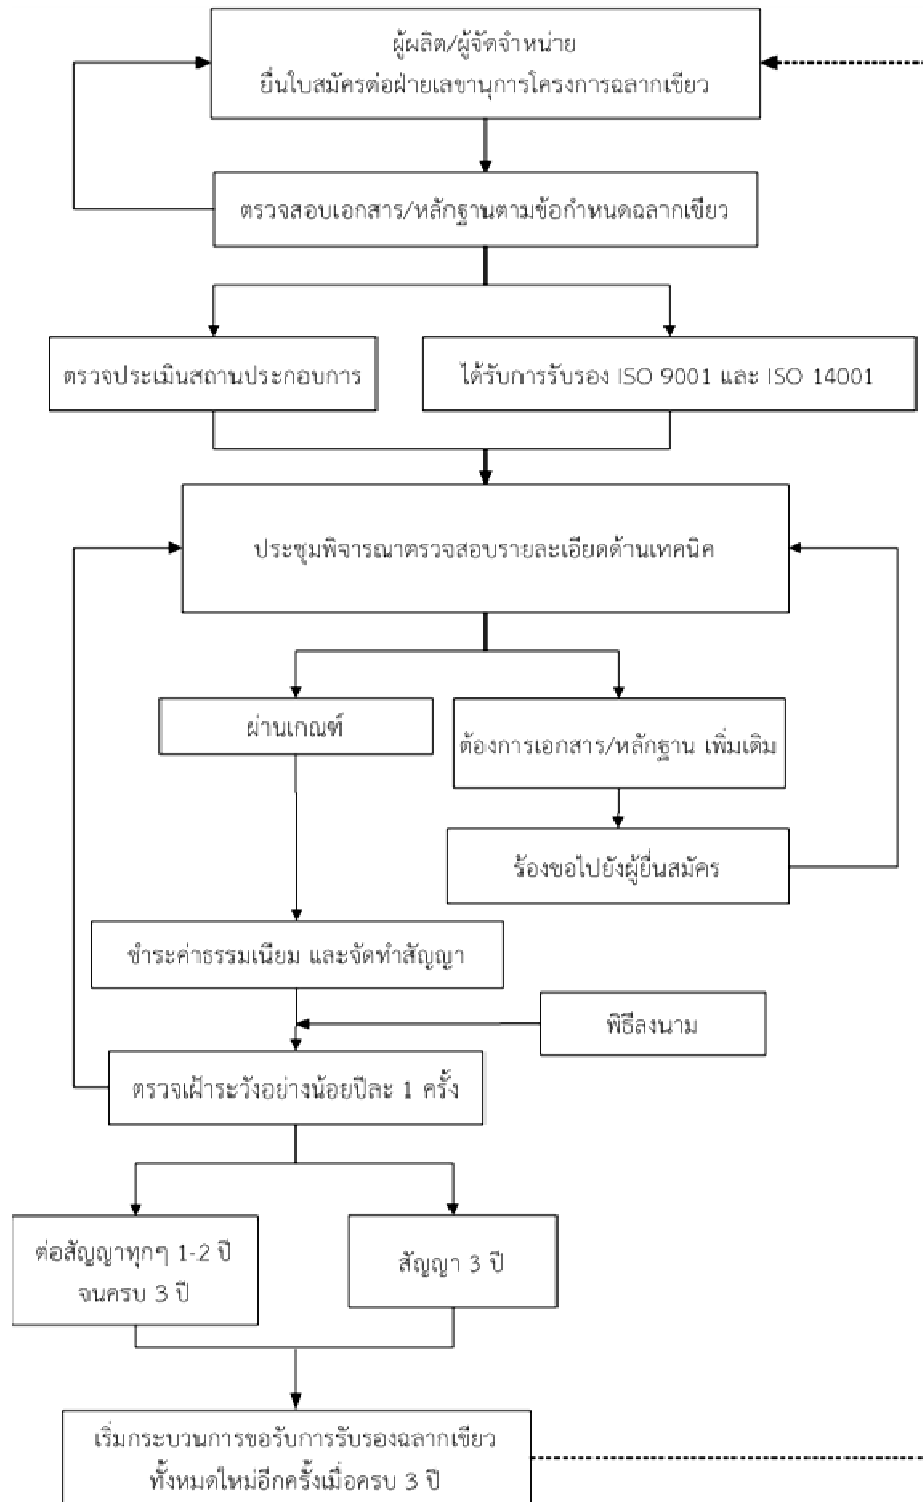 ผู้ผลิต/ผู้จัดจำหน่าย
ยื่นใบสมัครต่อฝ่ายเลขานุการโครงการฉลากเขียว
ตรวจสอบเอกสาร/หลักฐานตามข้อกำหนดฉลากเขียว
ตรวจประเมินสถานประกอบการ
ได้รับการรับรอง ISO 9001 และ ISO 14001
ประชุมพิจารณาตรวจสอบรายละเอียดด้านเทคนิค
ผ่านเกณฑ์
ต้องการเอกสาร/หลักฐาน เพิ่มเติม
ร้องขอไปยังผู้ยื่นสมัคร
ชำระค่าธรรมเนียม และจัดทำสัญญา
พิธีลงนาม
ตรวจเฝ้าระวังอย่างน้อยปีละ 1 ครั้ง
ต่อสัญญาทุกๆ 1-2 ปี
จนครบ 3 ปี
สัญญา 3 ปี
เริ่มกระบวนการขอรับการรับรองฉลากเขียว
ทั้งหมดใหม่อีกครั้งเมื่อครบ 3 ปี